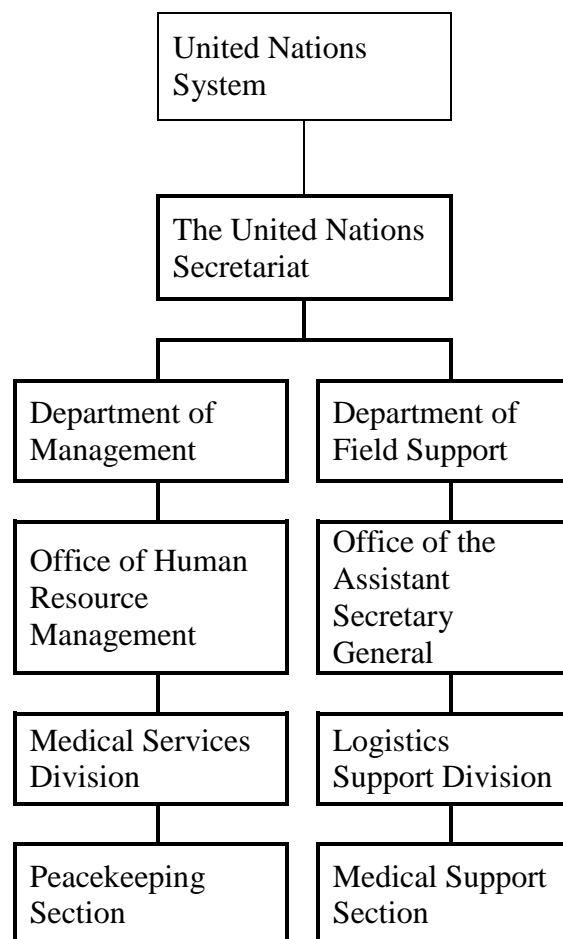 United Nations
System
The United Nations
Secretariat
Department of
Management
Department of
Field Support
Office of Human
Resource
Management
Office of the
Assistant
Secretary
General
Medical Services
Division
Logistics
Support Division
Peacekeeping
Section
Medical Support
Section